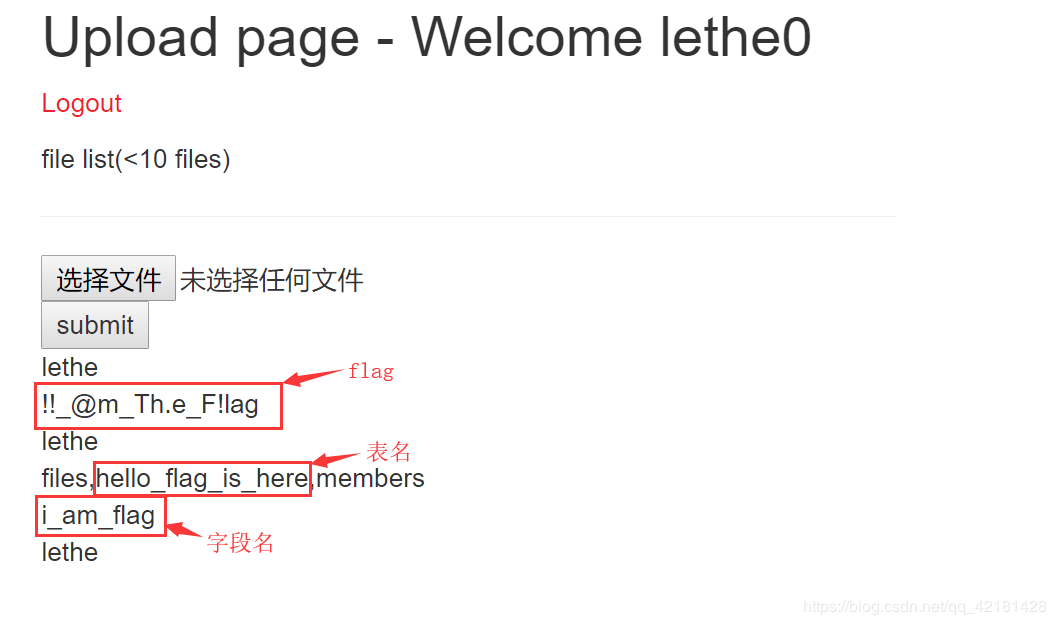 Upload page - Welcome lethe0
Logout
file list(<10 files)
选择文件 未选择任何文件
submit
lethe
flag
!!_@m_Th.e_F!lag
lethe
表名
files,hello_flag_is_here,members
i_am_flag
字段名
lethe
https://blog.csdn.net/qq_42181428